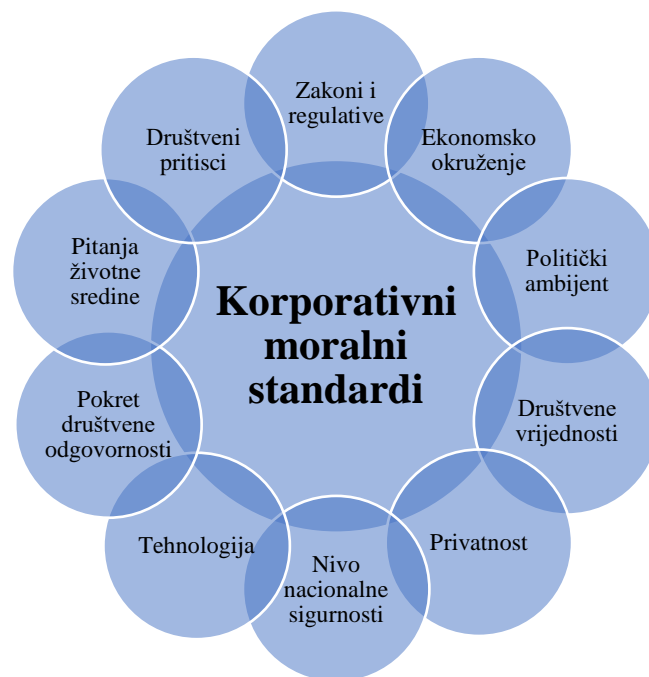 Zakoni i
regulative
Ekonomsko
okruženje
Politički
ambijent
Društvene
vrijednosti
Privatnost
Nivo
nacionalne
sigurnosti
Tehnologija
Pokret
društvene
odgovornosti
Pitanja
životne
sredine
Društveni
pritisci
Korporativni
moralni
standardi